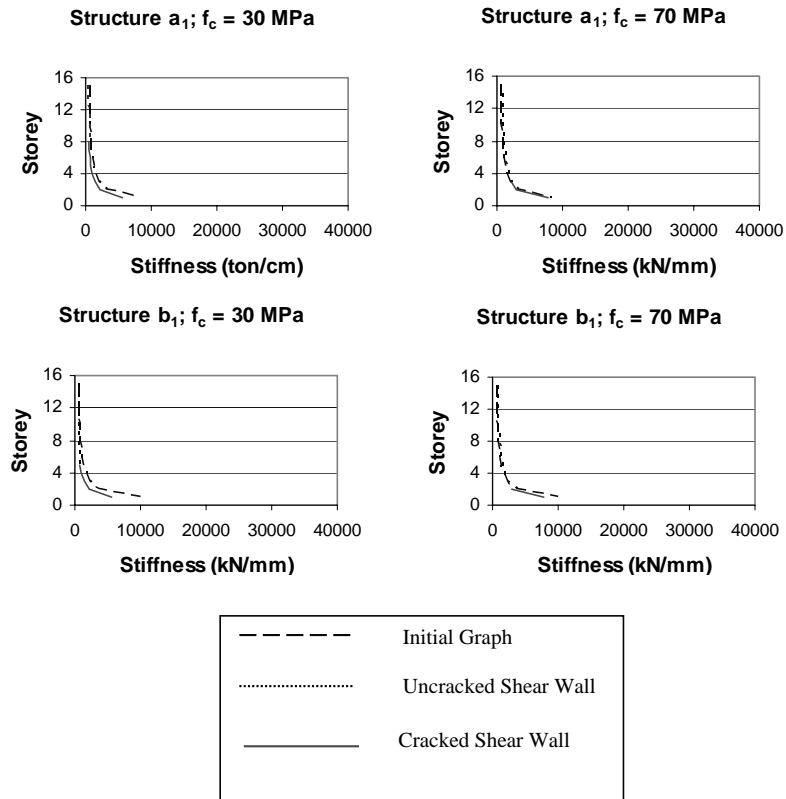 Structure a1; fc = 30 MPa
16
12
8
4
0
Storey
0 10000 20000 30000 40000
Stiffness (ton/cm)
Structure a1; fc = 70 MPa
16
12
8
4
0
Storey
0 10000 20000 30000 40000
Stiffness (kN/mm)
Structure b1; fc = 30 MPa
16
12
8
4
0
Storey
0 10000 20000 30000 40000
Stiffness (kN/mm)
Structure b1; fc = 70 MPa
16
12
8
4
0
Storey
0 10000 20000 30000 40000
Stiffness (kN/mm)
Initial Graph
Uncracked Shear Wall
Cracked Shear Wall